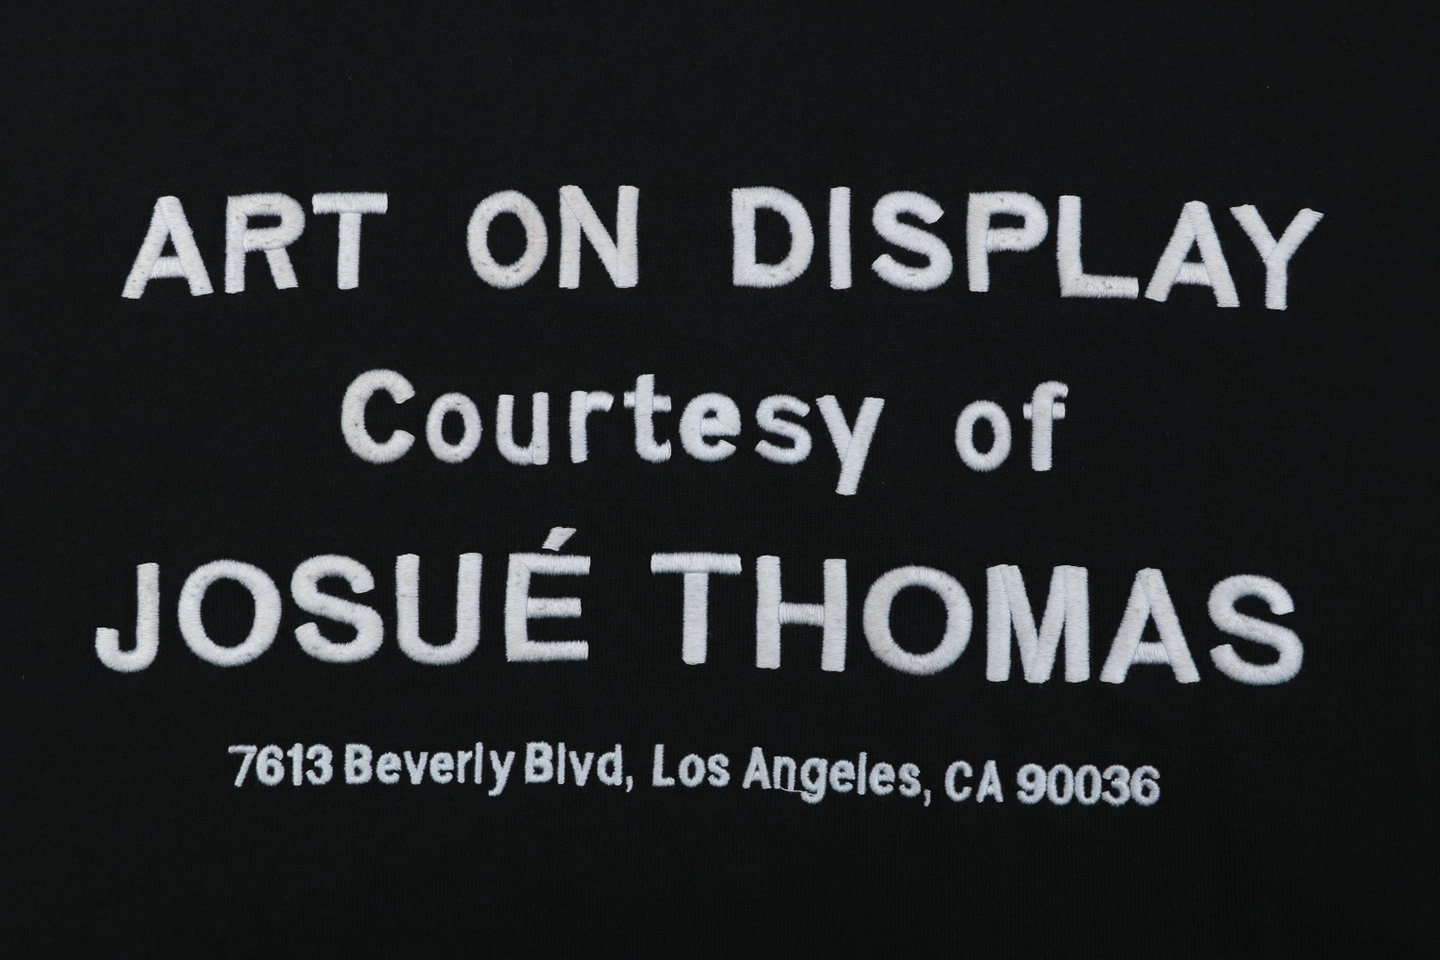 ART ON DISPLAY
Courtesy of
JOSUÉ THOMAS
7613 Beverly Blvd, Los Angeles, CA 90036